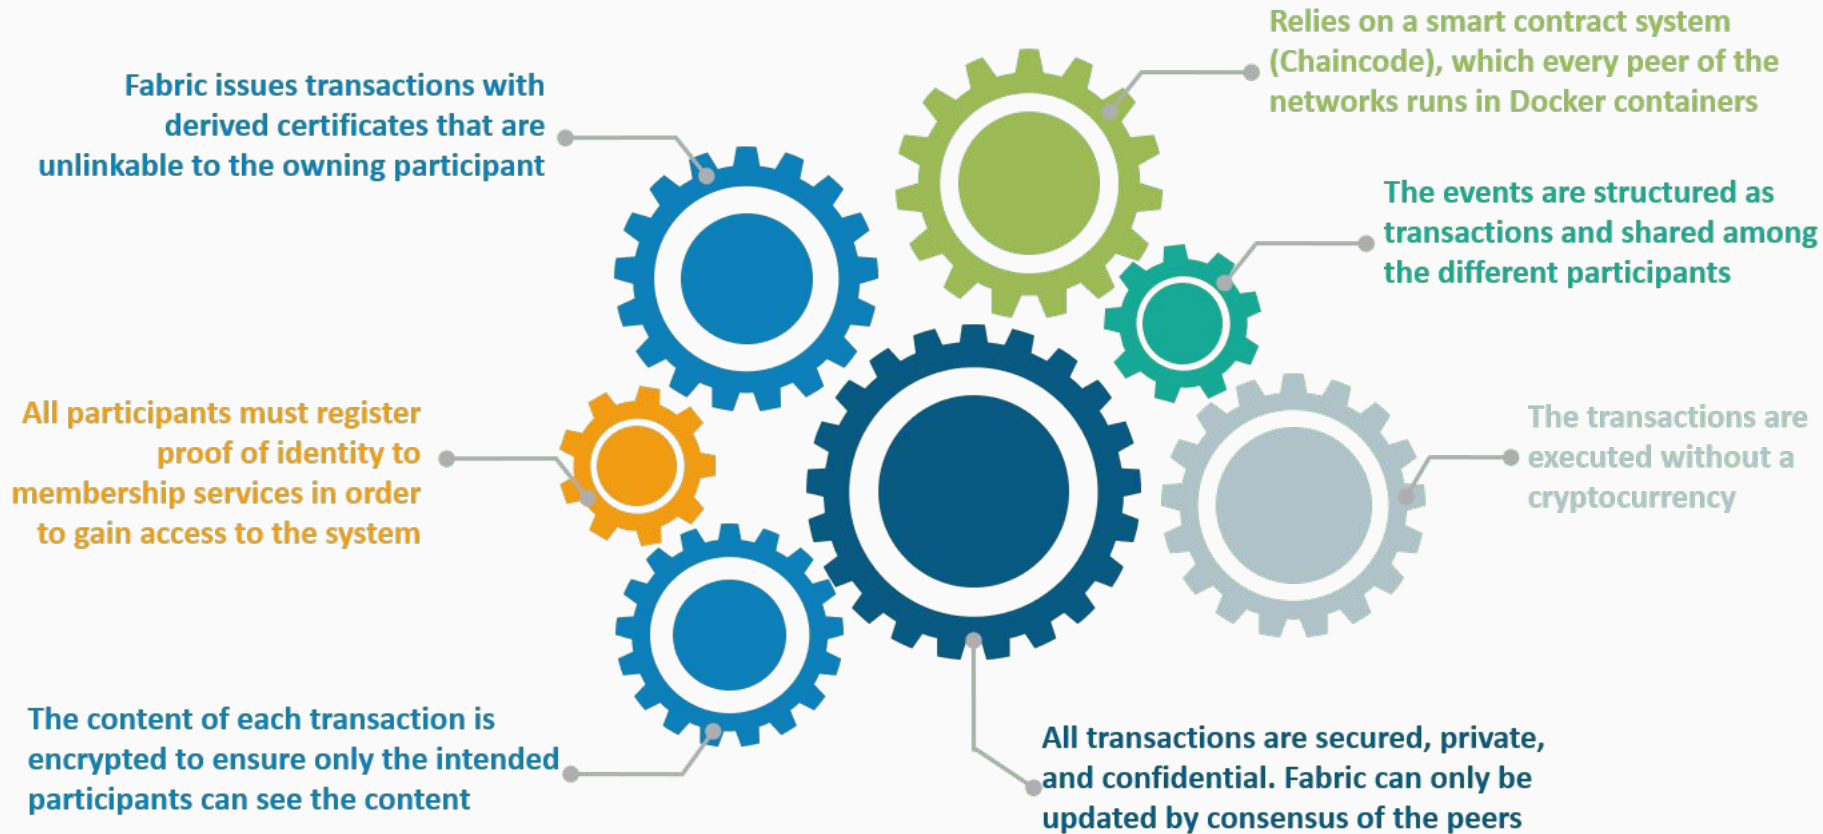 Relies on a smart contract system
(Chaincode), which every peer of the
networks runs in Docker containers
Fabric issues transactions with
derived certificates that are
unlinkable to the owning participant
The events are structured as
transactions and shared among
the different participants
All participants must register
proof of identity to
membership services in order
to gain access to the system
The transactions are
executed without a
cryptocurrency
The content of each transaction is
encrypted to ensure only the intended
participants can see the content
All transactions are secured, private,
and confidential. Fabric can only be
updated by consensus of the peers